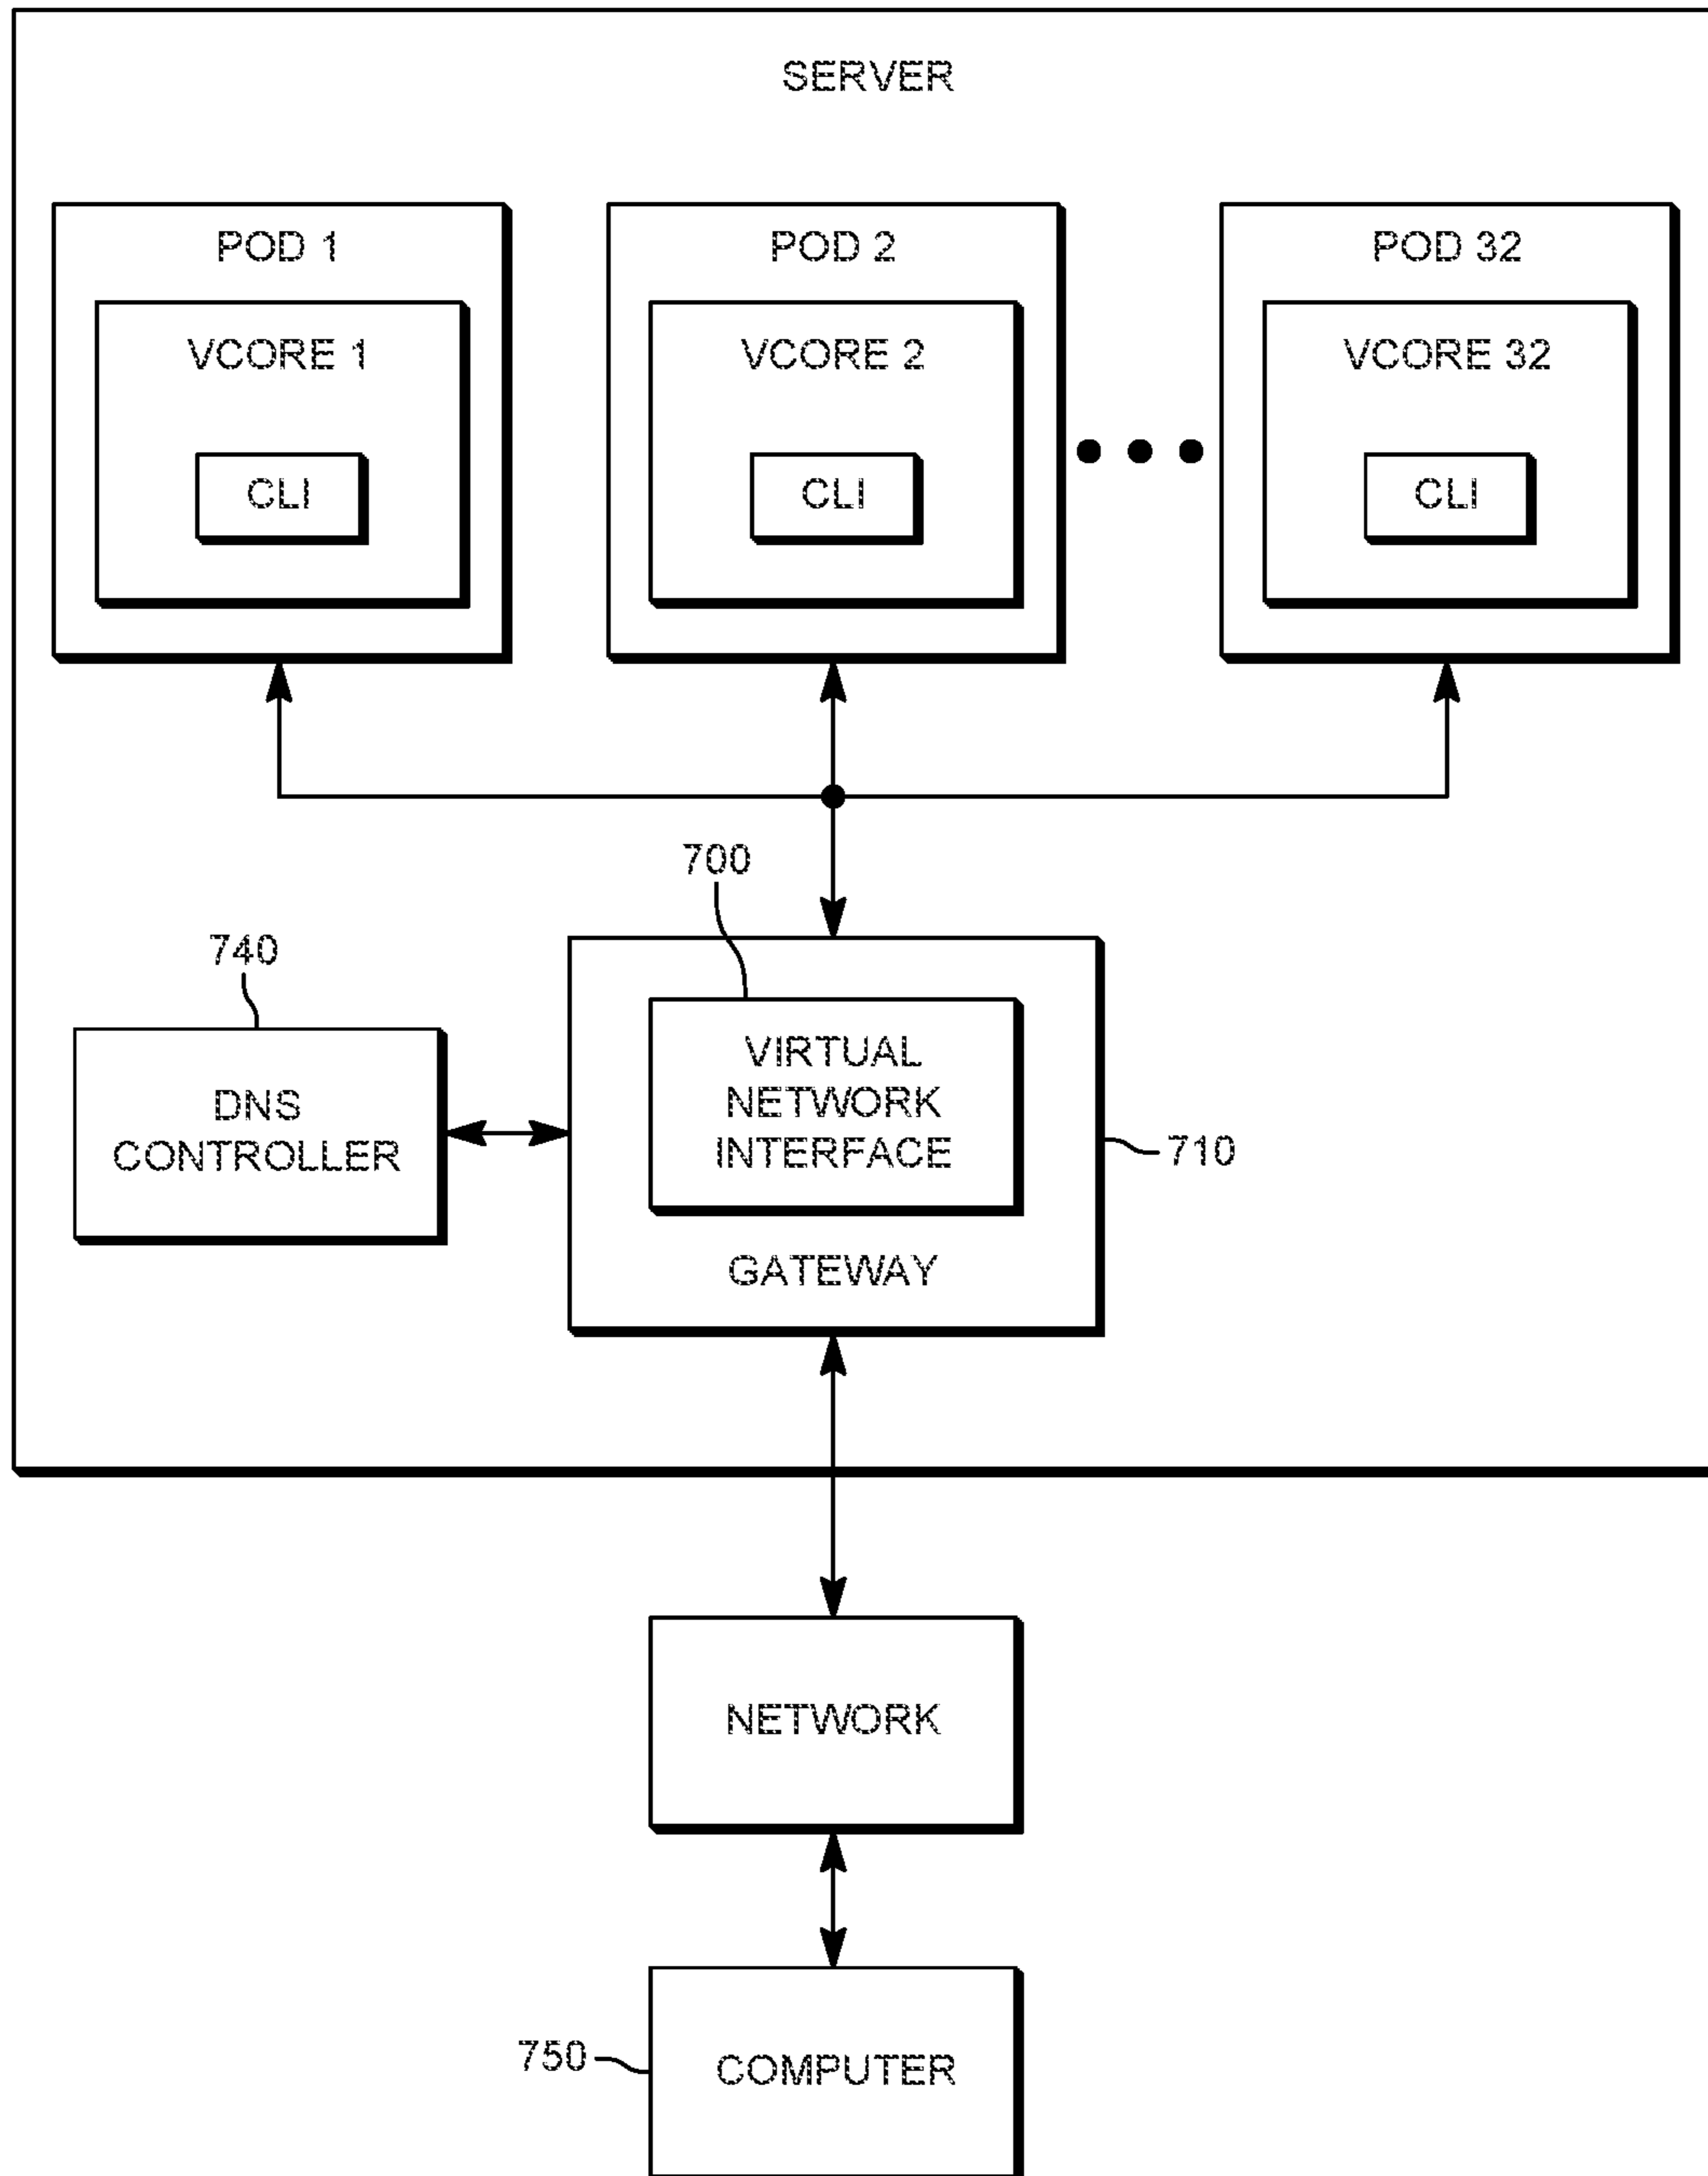 SERVER
POD 1
POD 2
POD 32
VCORE 1
VCORE 2
VCORE 32
CLI
CLI
CLI
700
740
VIRTUAL
NETWORK
INTERFACE
DNS
CONTROLLER
710
GATEWAY
NETWORK
750
COMPUTER